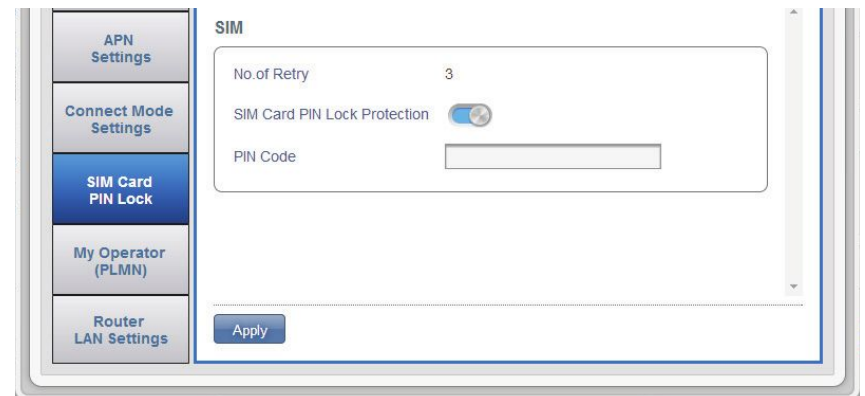 APN
Settings
Connect Mode
Settings
SIM Card
PIN Lock
My Operator
(PLMN)
Router
LAN Settings
SIM
No.of Retry 3
SIM Card PIN Lock Protection
PIN Code
Apply